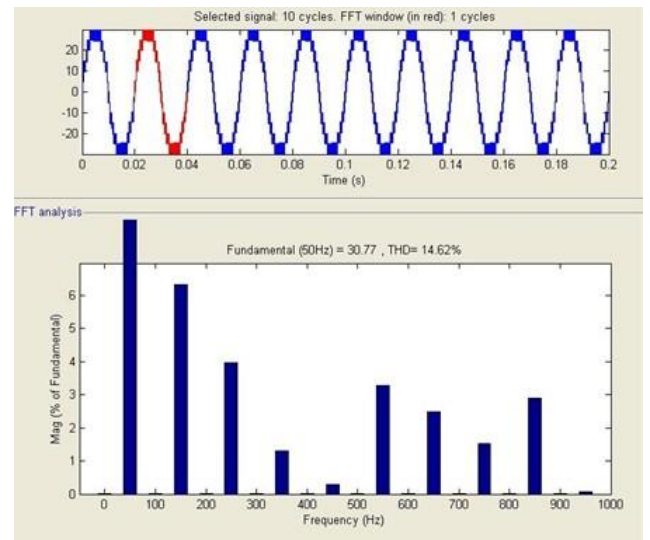 Selected signal: 10 cycles. FFT window (in red): 1 cycles
20
10
0
-10
-20
0 0.02 0.04 0.06 0.08 0.1 0.12 0.14 0.16 0.18 0.2
Time (s)
FFT analysis
Fundamental (50Hz) = 30.77 , THD= 14.62%
Mag (% of Fundamental)
6
5
4
3
2
1
0
0 100 200 300 400 500 600 700 800 900 1000
Frequency (Hz)